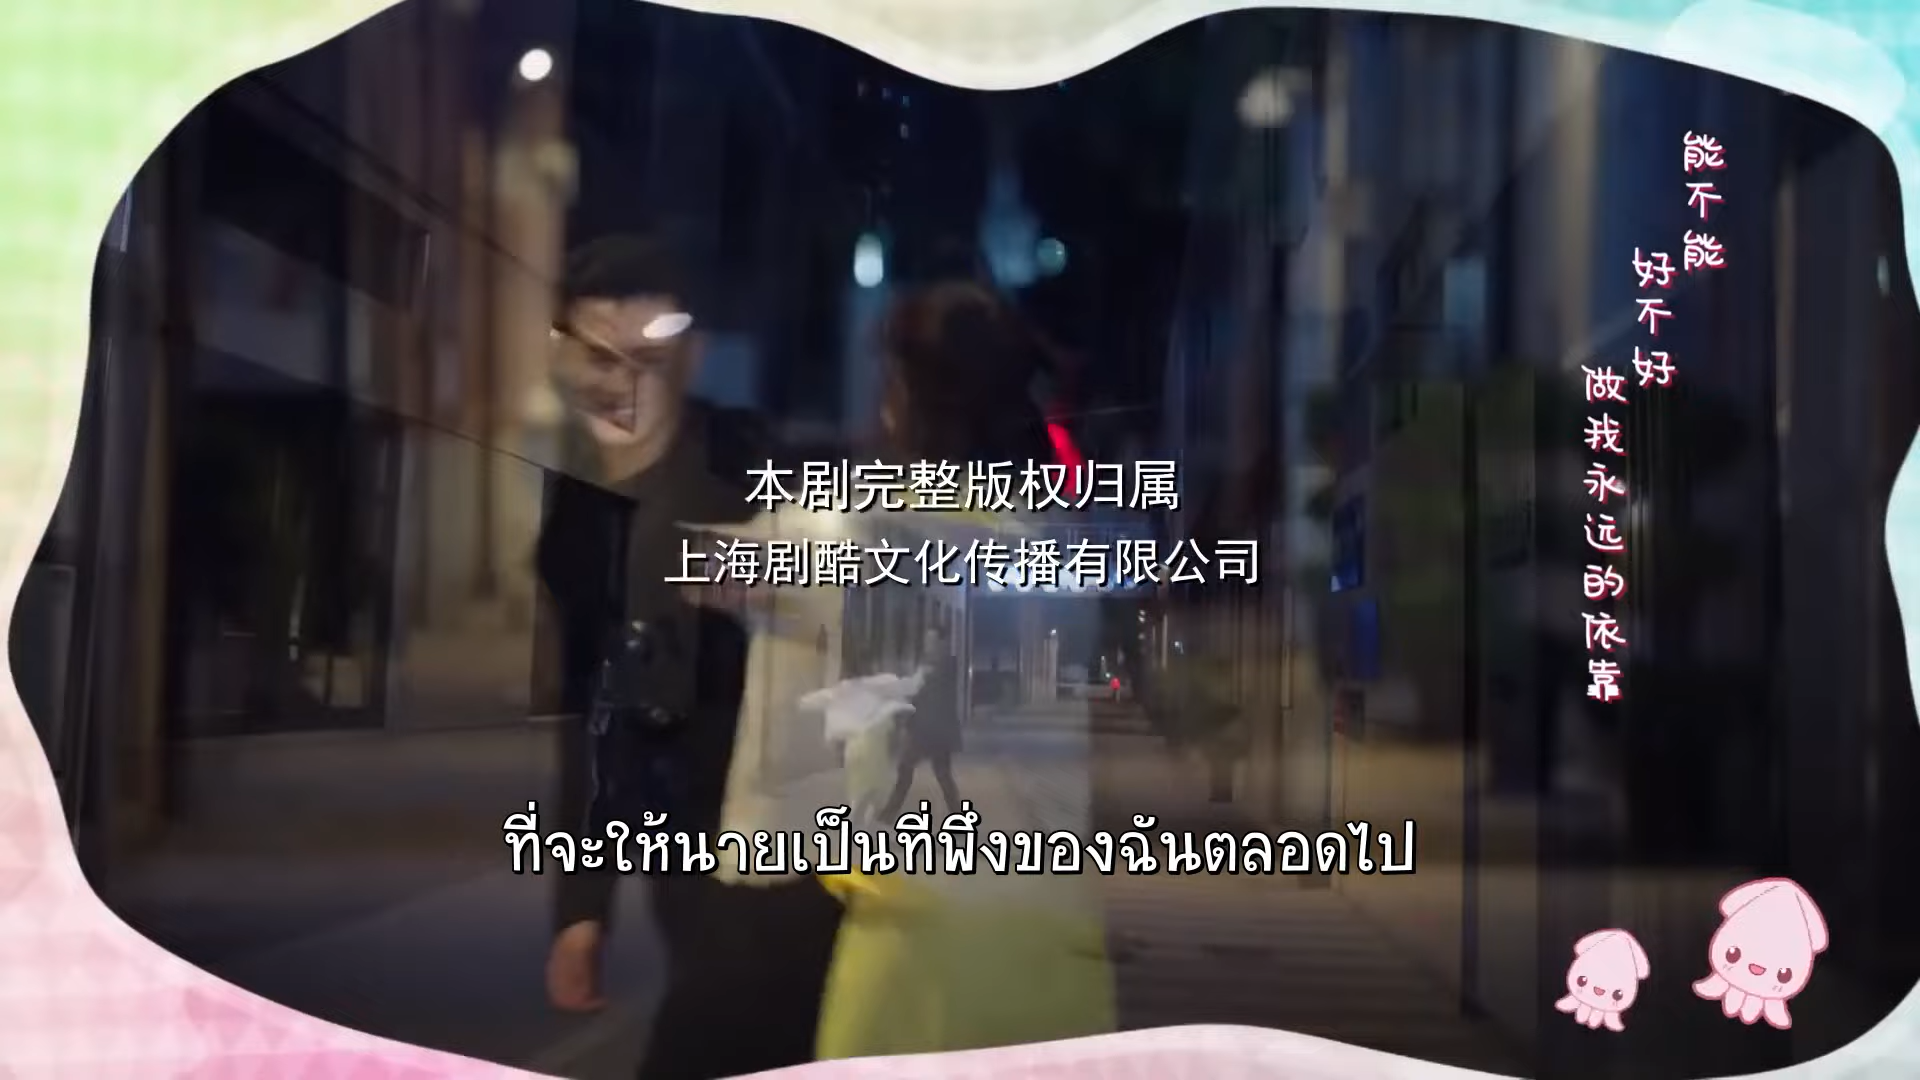 能不能
好不好
做我永远的依靠
本剧完整版权归属
上海剧酷文化传播有限公司
ที่จะให้นายเป็นที่พึ่งของฉันตลอดไป